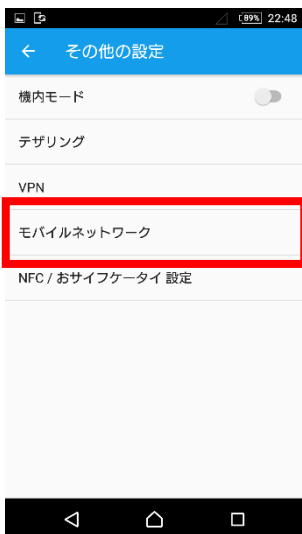 89% 22:48
その他の設定
機内モード
テザリング
VPN
モバイルネットワーク
NFC / おサイフケータイ 設定